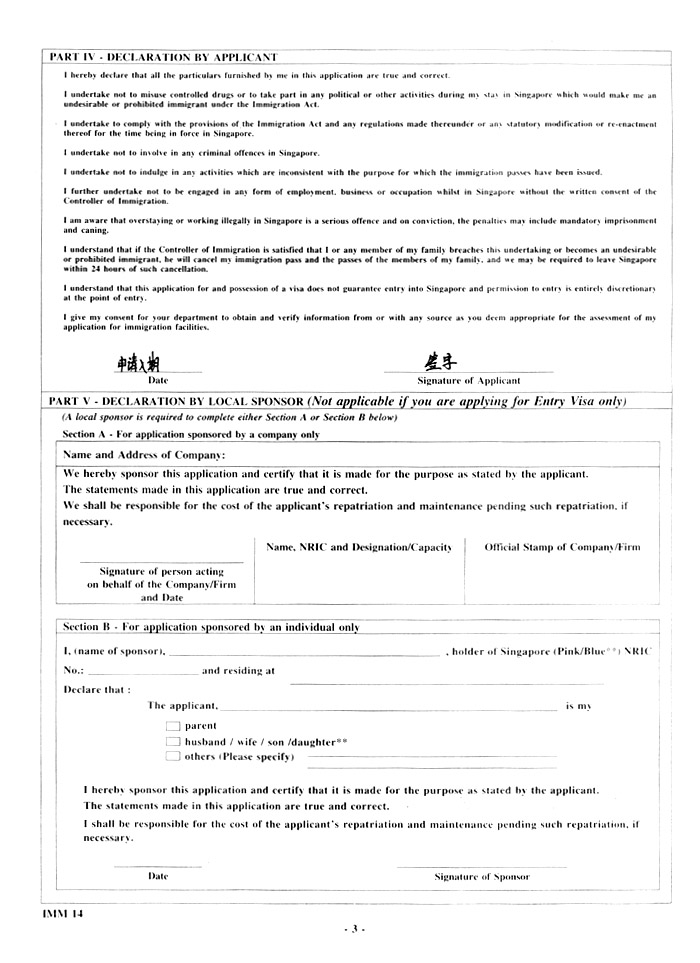 PART IV - DECLARATION BY APPLICANT
I hereby declare that all the particulars furnished by me in this application are true and correct.
I undertake not to misuse controlled drugs or to take part in any political or other activities during my stay in Singapore which would make me an
undesirable or prohibited immigrant under the Immigration Act.
I undertake to comply with the provisions of the Immigration Act and any regulations made thereunder or any statutory modification or re-enactment
thereof for the time being in force in Singapore.
I undertake not to involve in any criminal offences in Singapore.
I undertake not to indulge in any activities which are inconsistent with the purpose for which the immigration passes have been issued.
I further undertake not to be engaged in any form of employment, business or occupation whilst in Singapore without the written consent of the
Controller of Immigration.
I am aware that overstaying or working illegally in Singapore is a serious offence and on conviction, the penalties may include mandatory imprisonment
and caning.
I understand that if the Controller of Immigration is satisfied that I or any member of my family breaches this undertaking or becomes an undesirable
or prohibited immigrant, he will cancel my immigration pass and the passes of the members of my family, and we may be required to leave Singapore
within 24 hours of such cancellation.
I understand that this application for and possession of a visa does not guarantee entry into Singapore and permission to entry is entirely discretionary
at the point of entry.
I give my consent for your department to obtain and verify information from or with any source as you deem appropriate for the assessment of my
application for immigration facilities.
申请日期 签字
Date Signature of Applicant
PART V - DECLARATION BY LOCAL SPONSOR (Not applicable if you are applying for Entry Visa only)
(A local sponsor is required to complete either Section A or Section B below)
Section A - For application sponsored by a company only
Name and Address of Company:
We hereby sponsor this application and certify that it is made for the purpose as stated by the applicant.
The statements made in this application are true and correct.
We shall be responsible for the cost of the applicant's repatriation and maintenance pending such repatriation, if
necessary.
Name, NRIC and Designation/Capacity Official Stamp of Company/Firm
Signature of person acting
on behalf of the Company/Firm
and Date
Section B - For application sponsored by an individual only
I, (name of sponsor), , holder of Singapore (Pink/Blue**) NRIC
No.: and residing at
Declare that :
The applicant, is my
parent
husband / wife / son /daughter**
others (Please specify)
I hereby sponsor this application and certify that it is made for the purpose as stated by the applicant.
The statements made in this application are true and correct.
I shall be responsible for the cost of the applicant's repatriation and maintenance pending such repatriation, if
necessary.
Date Signature of Sponsor
IMM 14
- 3 -